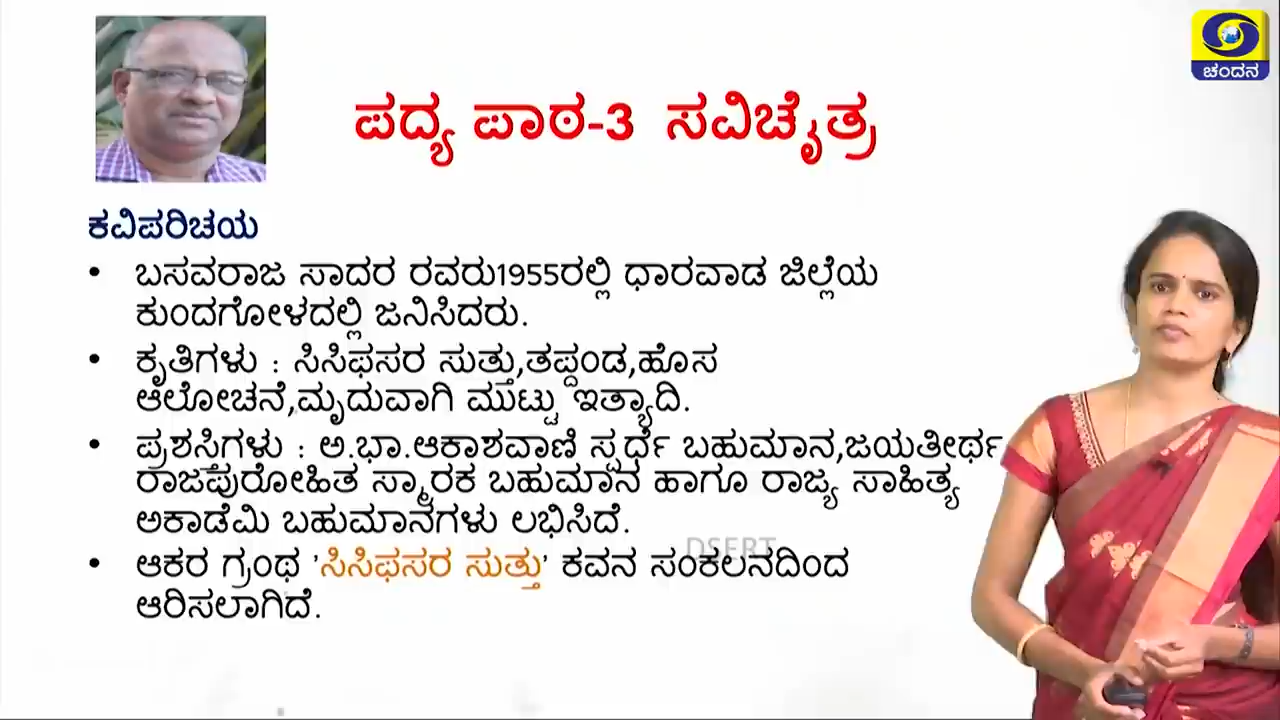 ಚಂದನ
ಪದ್ಯ ಪಾಠ-3 ಸವಿಚೈತ್ರ
ಕವಿಪರಿಚಯ
• ಬಸವರಾಜ ಸಾದರ ರವರು1955ರಲ್ಲಿ ಧಾರವಾಡ ಜಿಲ್ಲೆಯ
ಕುಂದಗೋಳದಲ್ಲಿ ಜನಿಸಿದರು.
• ಕೃತಿಗಳು : ಸಿಸಿಫಸರ ಸುತ್ತು,ತಪ್ದಂಡ,ಹೊಸ
ಆಲೋಚನೆ,ಮೃದುವಾಗಿ ಮುಟ್ಟು ಇತ್ಯಾದಿ.
• ಪ್ರಶಸ್ತಿಗಳು : ಅ.ಭಾ.ಆಕಾಶವಾಣಿ ಸ್ಪರ್ಧೆ ಬಹುಮಾನ,ಜಯತೀರ್ಥ
ರಾಜಪುರೋಹಿತ ಸ್ಮಾರಕ ಬಹುಮಾನ ಹಾಗೂ ರಾಜ್ಯ ಸಾಹಿತ್ಯ
ಅಕಾಡೆಮಿ ಬಹುಮಾನಗಳು ಲಭಿಸಿದೆ.
DSERT
• ಆಕರ ಗ್ರಂಥ 'ಸಿಸಿಫಸರ ಸುತ್ತು' ಕವನ ಸಂಕಲನದಿಂದ
ಆರಿಸಲಾಗಿದೆ.